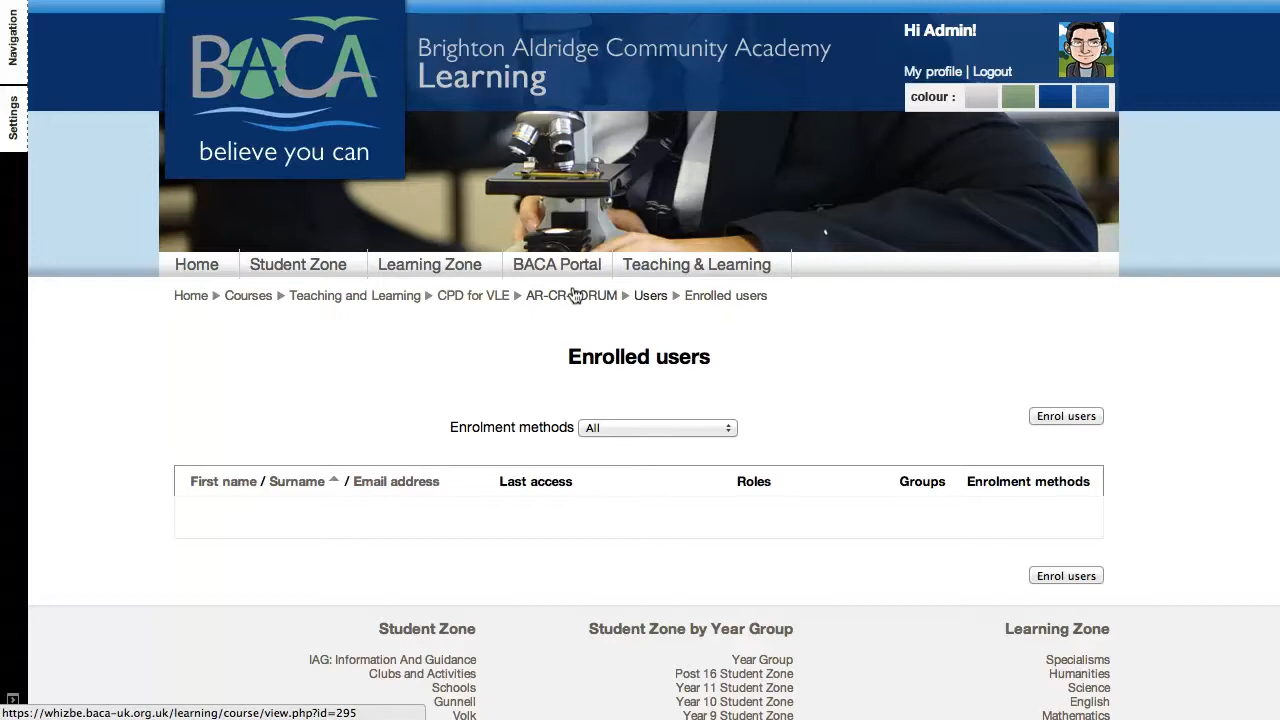 Navigation
Settings
BACA
believe you can
Brighton Aldridge Community Academy
Learning
Hi Admin!
My profile | Logout
colour :
Home
Student Zone
Learning Zone
BACA Portal
Teaching & Learning
Home ▶ Courses ▶ Teaching and Learning ▶ CPD for VLE ▶ AR-CR-FORUM ▶ Users ▶ Enrolled users
Enrolled users
Enrol users
Enrolment methods All
First name / Surname / Email address Last access Roles Groups Enrolment methods
Enrol users
Student Zone
IAG: Information And Guidance
Clubs and Activities
Schools
Gunnell
Volk
Student Zone by Year Group
Year Group
Post 16 Student Zone
Year 11 Student Zone
Year 10 Student Zone
Year 9 Student Zone
Learning Zone
Specialisms
Humanities
Science
English
Mathematics
https://whizbe.baca-uk.org.uk/learning/course/view.php?id=295